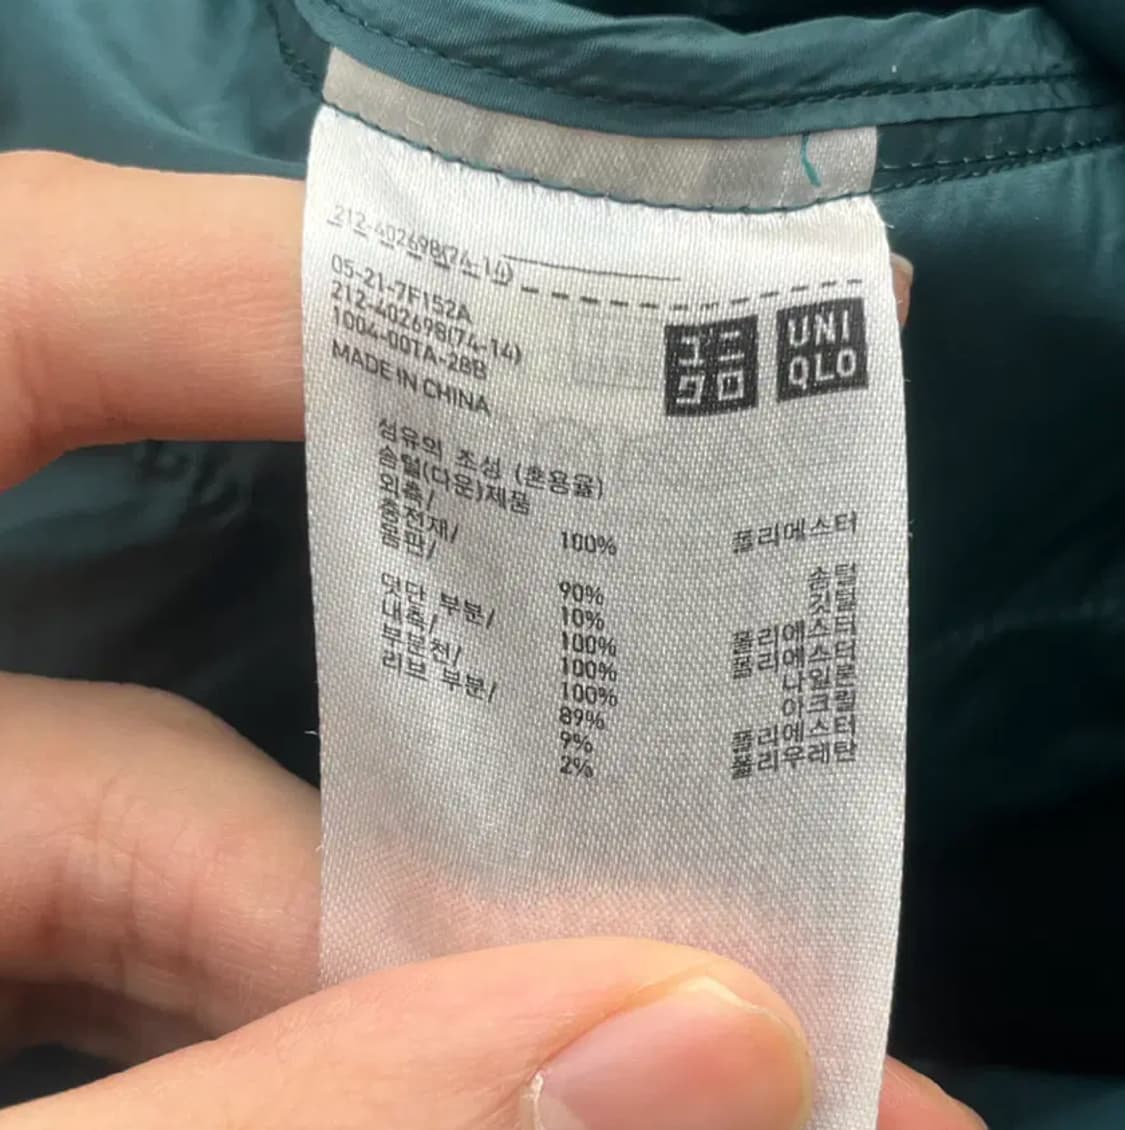 212-402698(74-14)
05-21-7F152A
212-402698(74-14)
1004-00TA-28B
MADE IN CHINA
ユニ
クロ
UNI
QLO
섬유의 조성 (혼용율)
솜털(다운)제품
외측/ 100% 폴리에스터
충전재/ 90% 솜털
10% 깃털
몸판/ 100% 폴리에스터
덧단 부분/ 100% 폴리에스터
내측/ 100% 나일론
부분천/ 89% 아크릴
리브 부분/ 9% 폴리에스터
2% 폴리우레탄